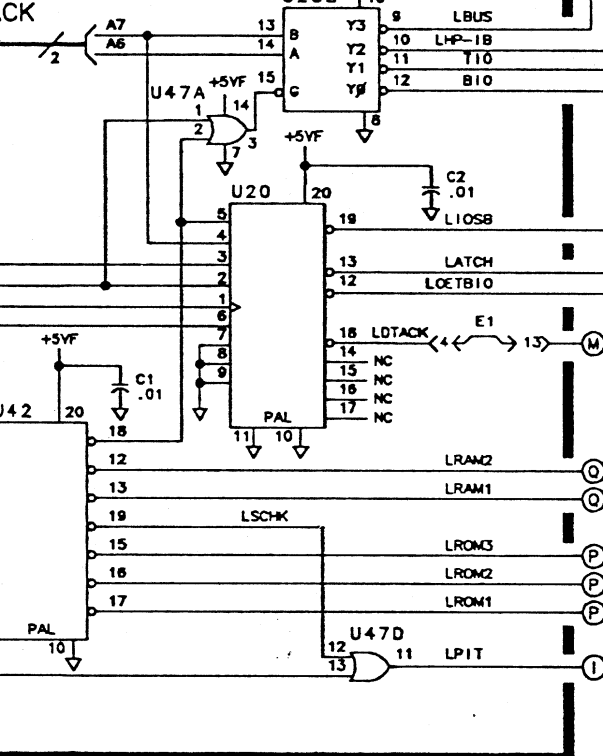 ACK
A7
A6
2
13
14
15
B
A
G
Y3
Y2
Y1
YØ
9
10
11
12
LBUS
LHP-IB
TIO
BIO
8
U47A
+5YF
14
1
2
3
7
+5YF
C2
.01
U20
20
5
4
3
2
1
6
7
8
9
19
LIOSB
13
LATCH
12
LOETBIO
18
LDTACK
4
E1
13
M
14
NC
15
NC
16
NC
17
NC
PAL
11
10
+5YF
C1
.01
U42
20
18
12
LRAM2
Q
13
LRAM1
Q
19
LSCHK
15
LROM3
P
16
LROM2
P
17
LROM1
P
PAL
10
U47D
12
13
11
LPIT
I